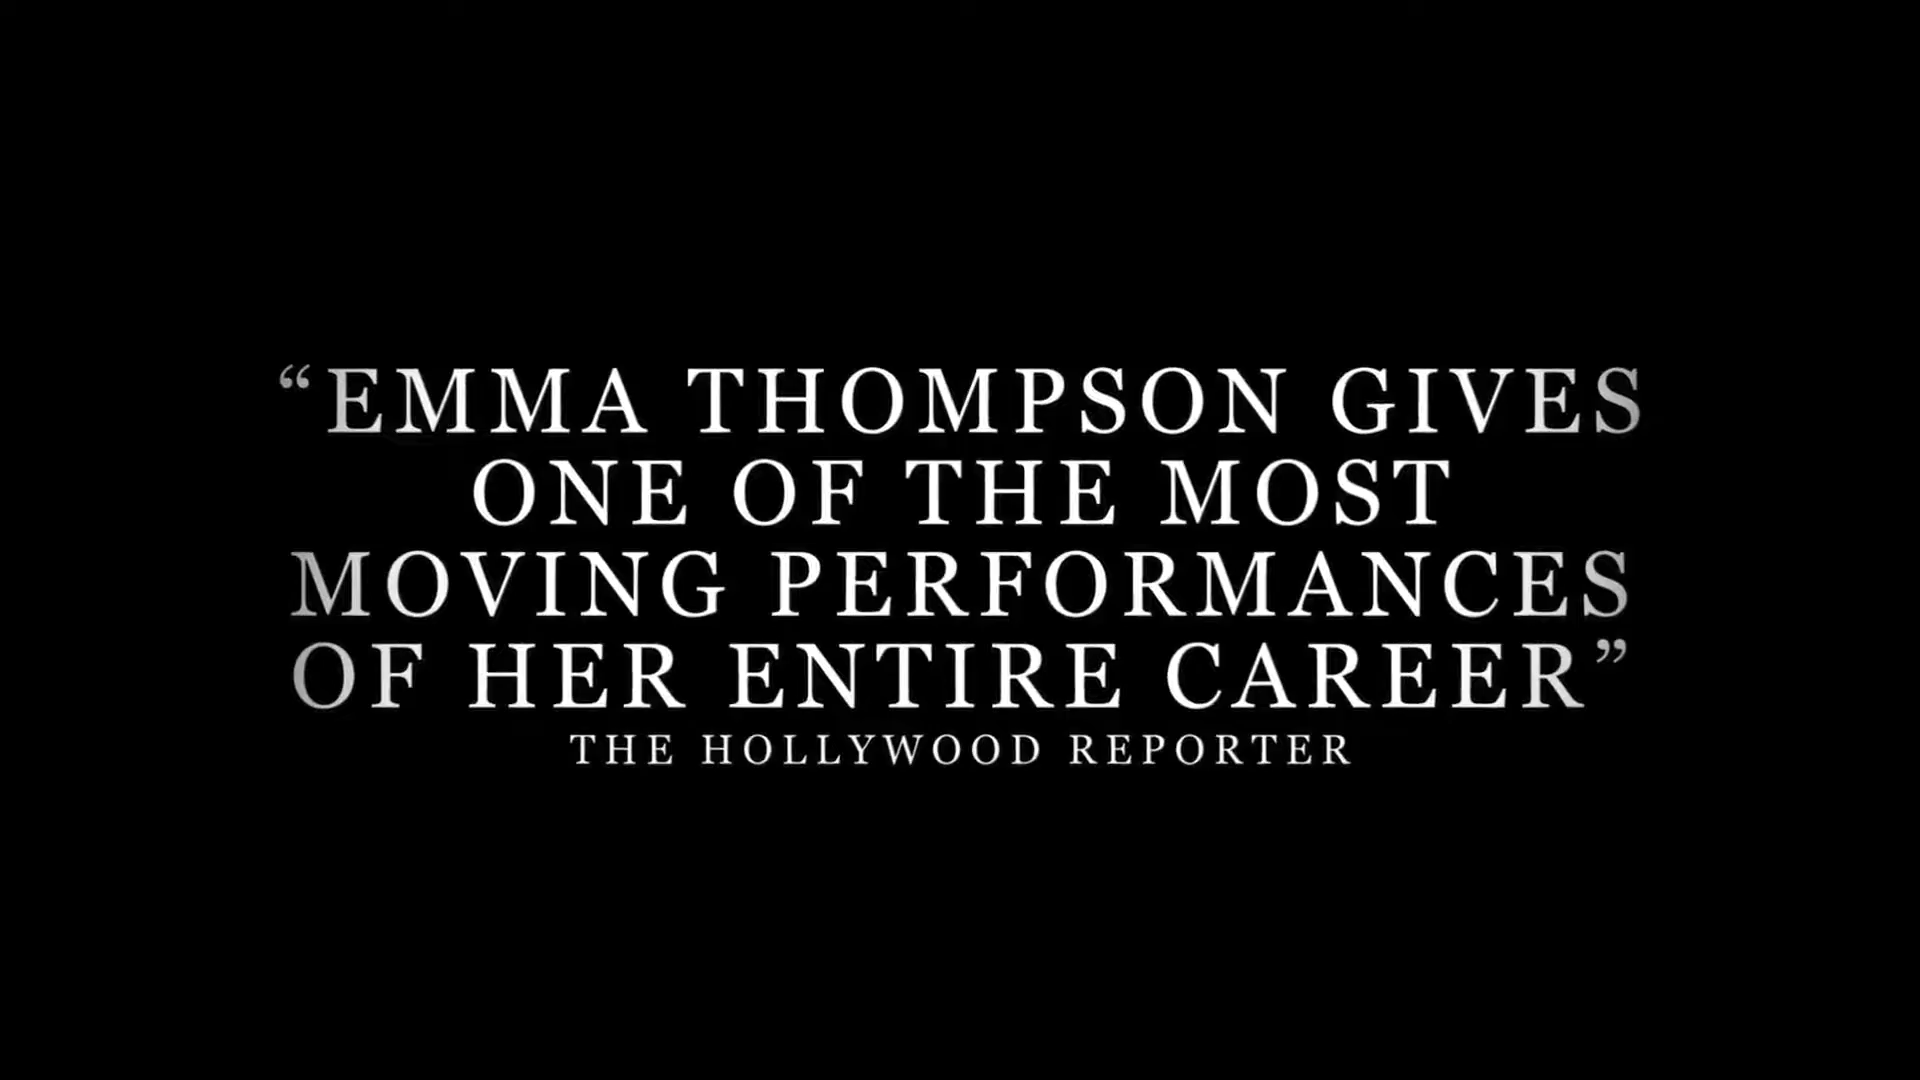 “EMMA THOMPSON GIVES
ONE OF THE MOST
MOVING PERFORMANCES
OF HER ENTIRE CAREER”
THE HOLLYWOOD REPORTER